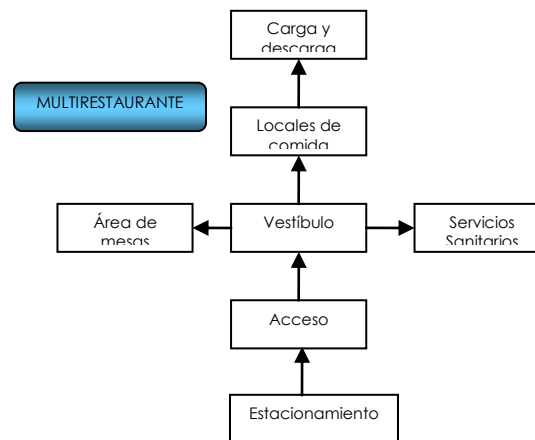 Carga y
descarga
MULTIRESTAURANTE
Locales de
comida
Área de
mesas
Vestíbulo
Servicios
Sanitarios
Acceso
Estacionamiento